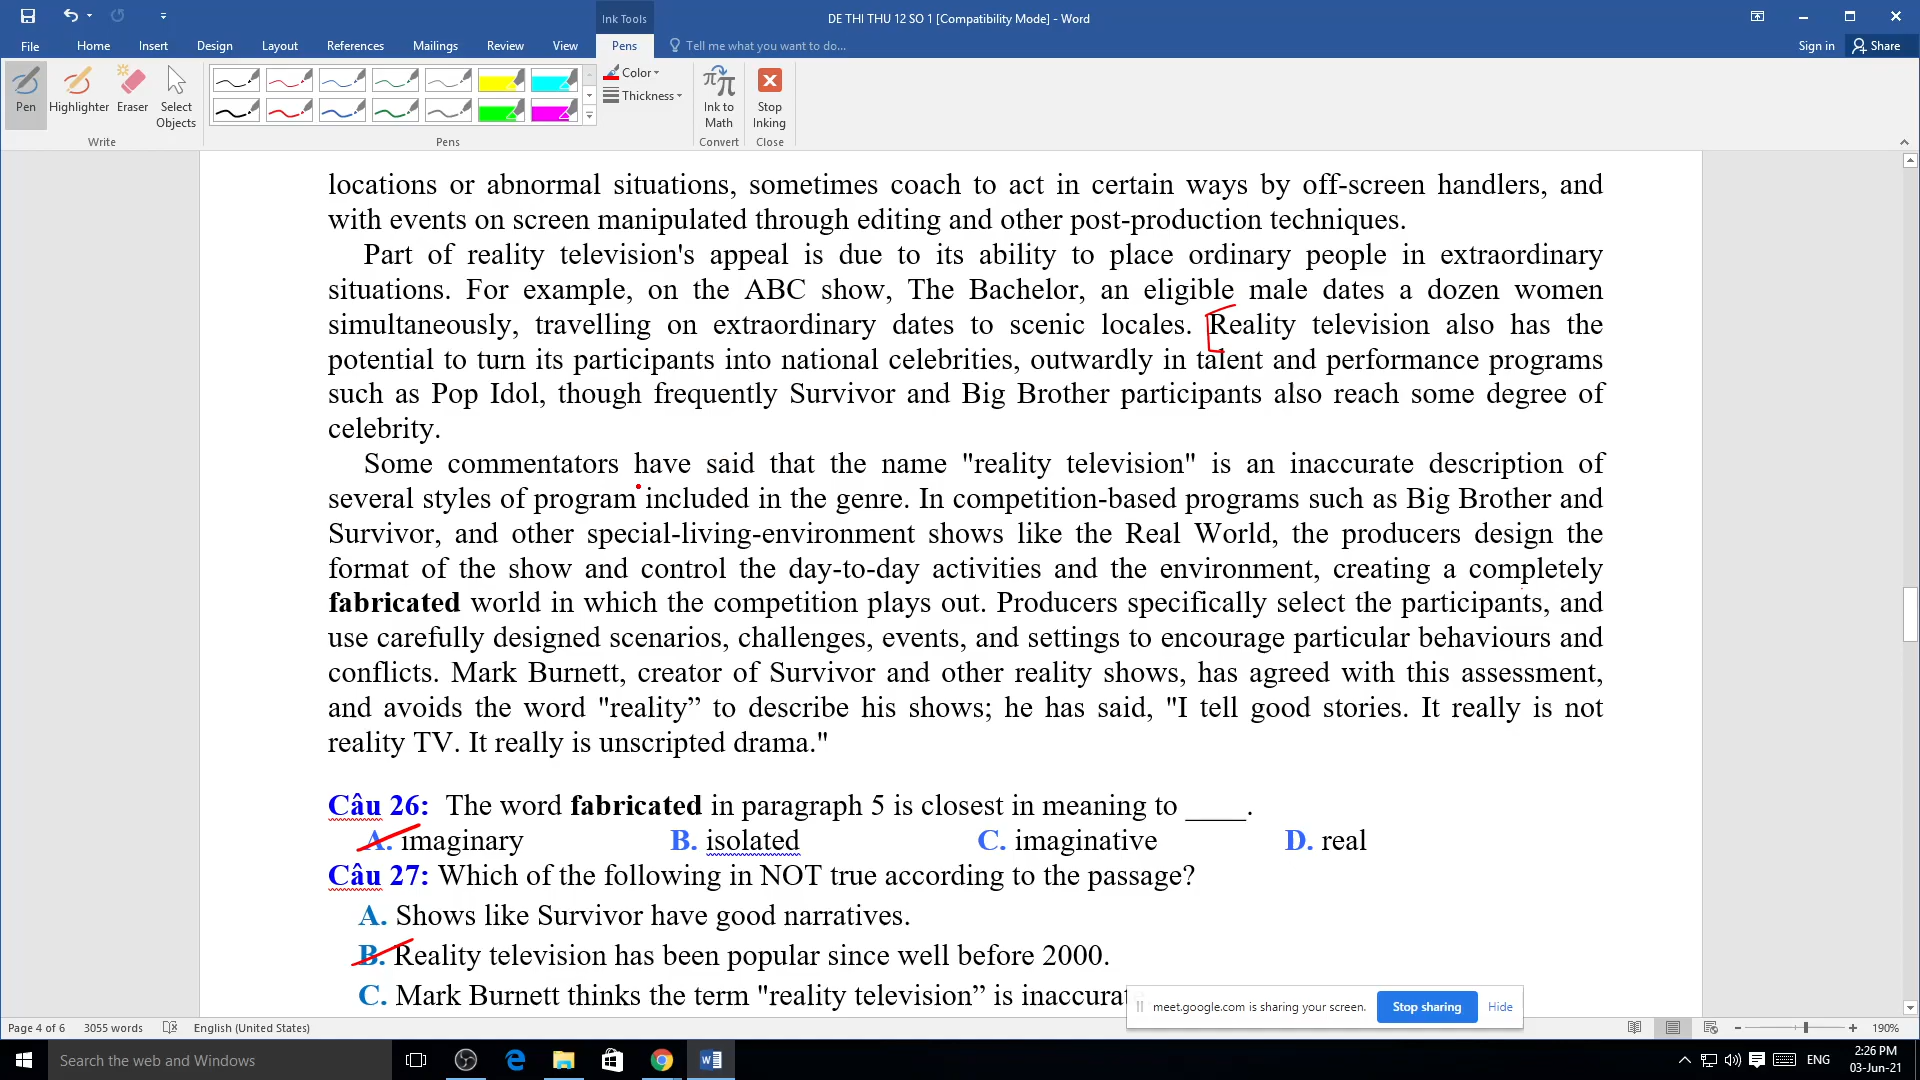 Ink Tools
DE THI THU 12 SO 1 [Compatibility Mode] - Word
File Home Insert Design Layout References Mailings Review View Pens Tell me what you want to do... Sign in Share
Pen Highlighter Eraser Select Objects Color Thickness Ink to Math Stop Inking
Write Pens Convert Close
locations or abnormal situations, sometimes coach to act in certain ways by off-screen handlers, and
with events on screen manipulated through editing and other post-production techniques.
Part of reality television's appeal is due to its ability to place ordinary people in extraordinary
situations. For example, on the ABC show, The Bachelor, an eligible male dates a dozen women
simultaneously, travelling on extraordinary dates to scenic locales. Reality television also has the
potential to turn its participants into national celebrities, outwardly in talent and performance programs
such as Pop Idol, though frequently Survivor and Big Brother participants also reach some degree of
celebrity.
Some commentators have said that the name "reality television" is an inaccurate description of
several styles of program included in the genre. In competition-based programs such as Big Brother and
Survivor, and other special-living-environment shows like the Real World, the producers design the
format of the show and control the day-to-day activities and the environment, creating a completely
fabricated world in which the competition plays out. Producers specifically select the participants, and
use carefully designed scenarios, challenges, events, and settings to encourage particular behaviours and
conflicts. Mark Burnett, creator of Survivor and other reality shows, has agreed with this assessment,
and avoids the word "reality” to describe his shows; he has said, "I tell good stories. It really is not
reality TV. It really is unscripted drama."
Câu 26: The word fabricated in paragraph 5 is closest in meaning to ____.
A. imaginary B. isolated C. imaginative D. real
Câu 27: Which of the following in NOT true according to the passage?
A. Shows like Survivor have good narratives.
B. Reality television has been popular since well before 2000.
C. Mark Burnett thinks the term "reality television” is
meet.google.com is sharing your screen. Stop sharing Hide
Page 4 of 6 3055 words English (United States) 190%
Search the web and Windows ENG 2:26 PM
03-Jun-21